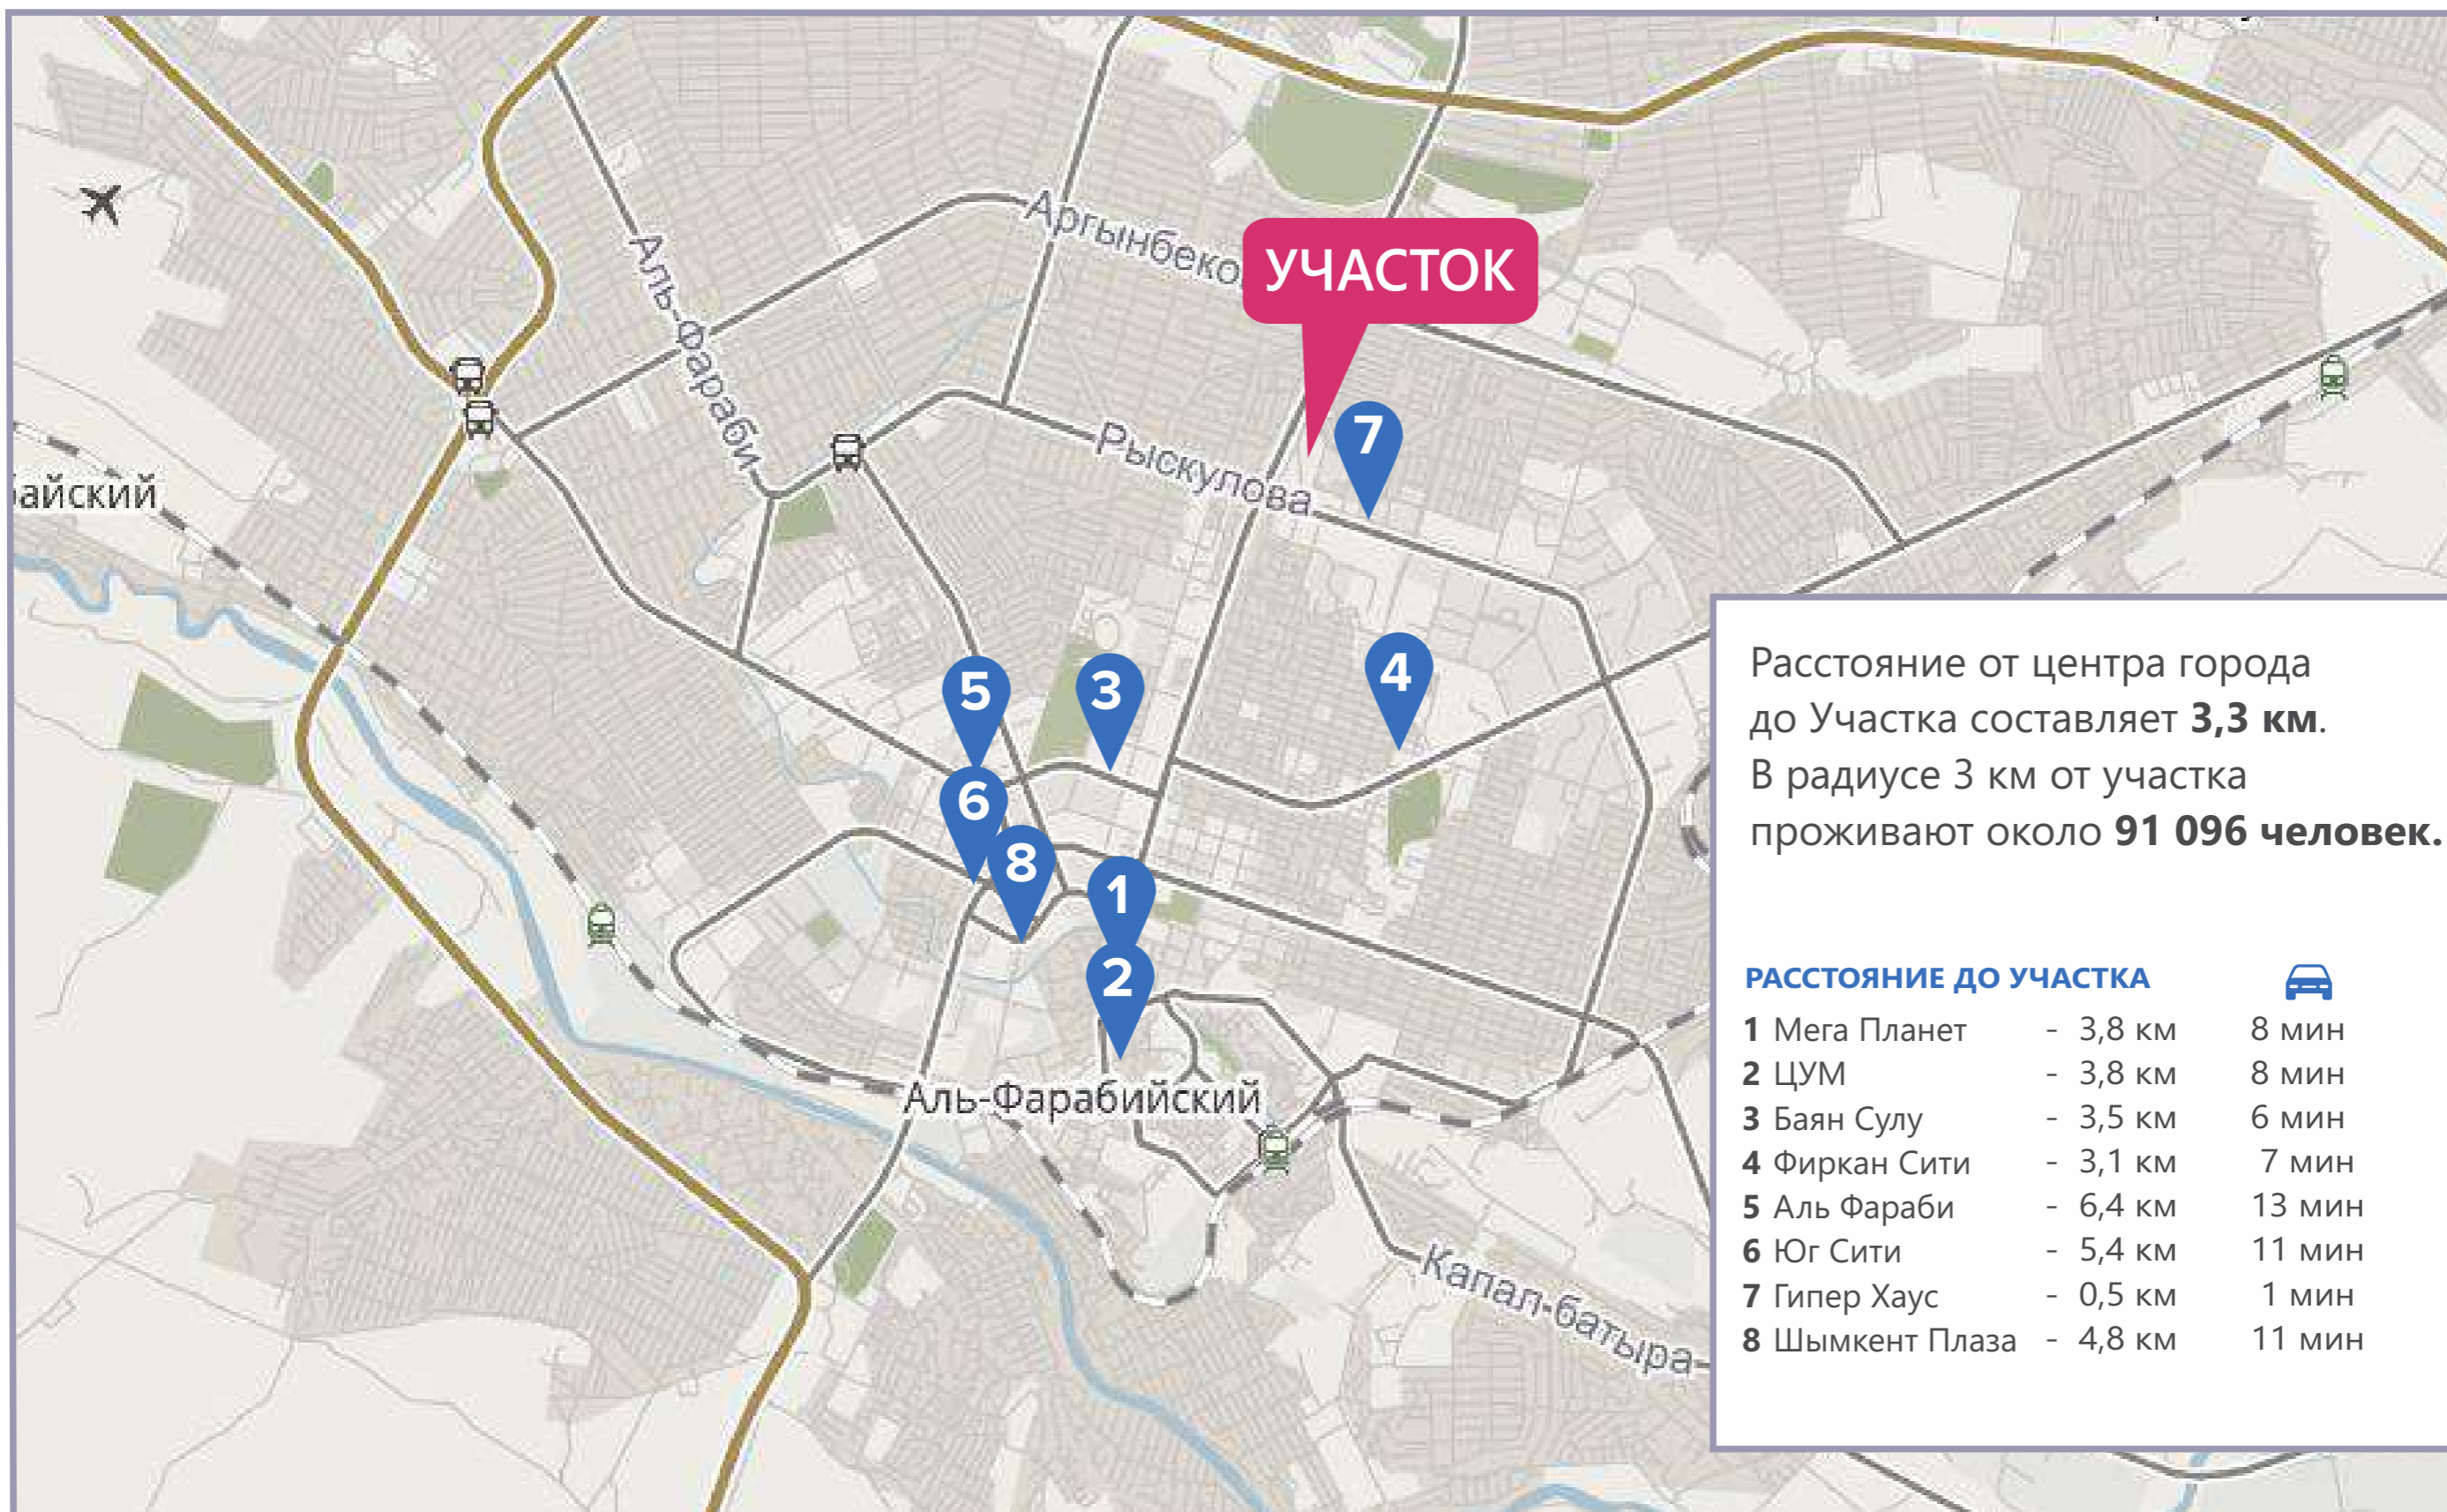 Аргынбеко
УЧАСТОК
Аль-Фараби
7
Рыскулова
айский
5
3
4
6
8
1
2
Аль-Фарабийский
Капал-батыра
Расстояние от центра города
до Участка составляет 3,3 км.
В радиусе 3 км от участка
проживают около 91 096 человек.
РАССТОЯНИЕ ДО УЧАСТКА
1 Мега Планет - 3,8 км 8 мин
2 ЦУМ - 3,8 км 8 мин
3 Баян Сулу - 3,5 км 6 мин
4 Фиркан Сити - 3,1 км 7 мин
5 Аль Фараби - 6,4 км 13 мин
6 Юг Сити - 5,4 км 11 мин
7 Гипер Хаус - 0,5 км 1 мин
8 Шымкент Плаза - 4,8 км 11 мин